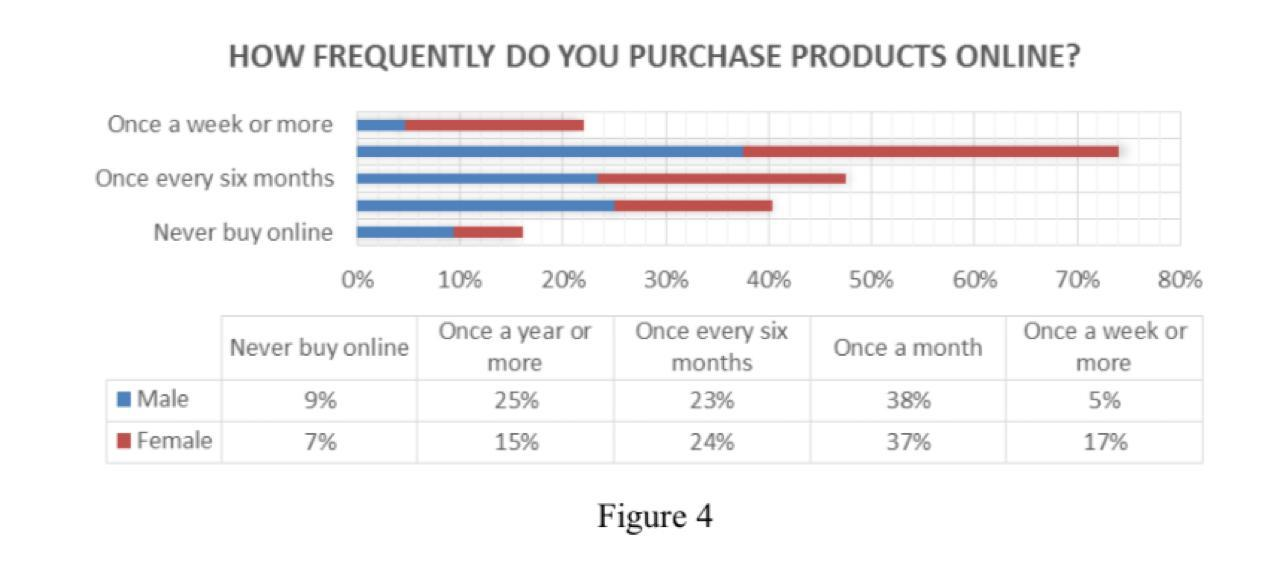 HOW FREQUENTLY DO YOU PURCHASE PRODUCTS ONLINE?
Once a week or more
Once every six months
Never buy online
0% 10% 20% 30% 40% 50% 60% 70% 80%
Never buy online
Once a year or
more
Once every six
months
Once a month
Once a week or
more
Male 9% 25% 23% 38% 5%
Female 7% 15% 24% 37% 17%
Figure 4